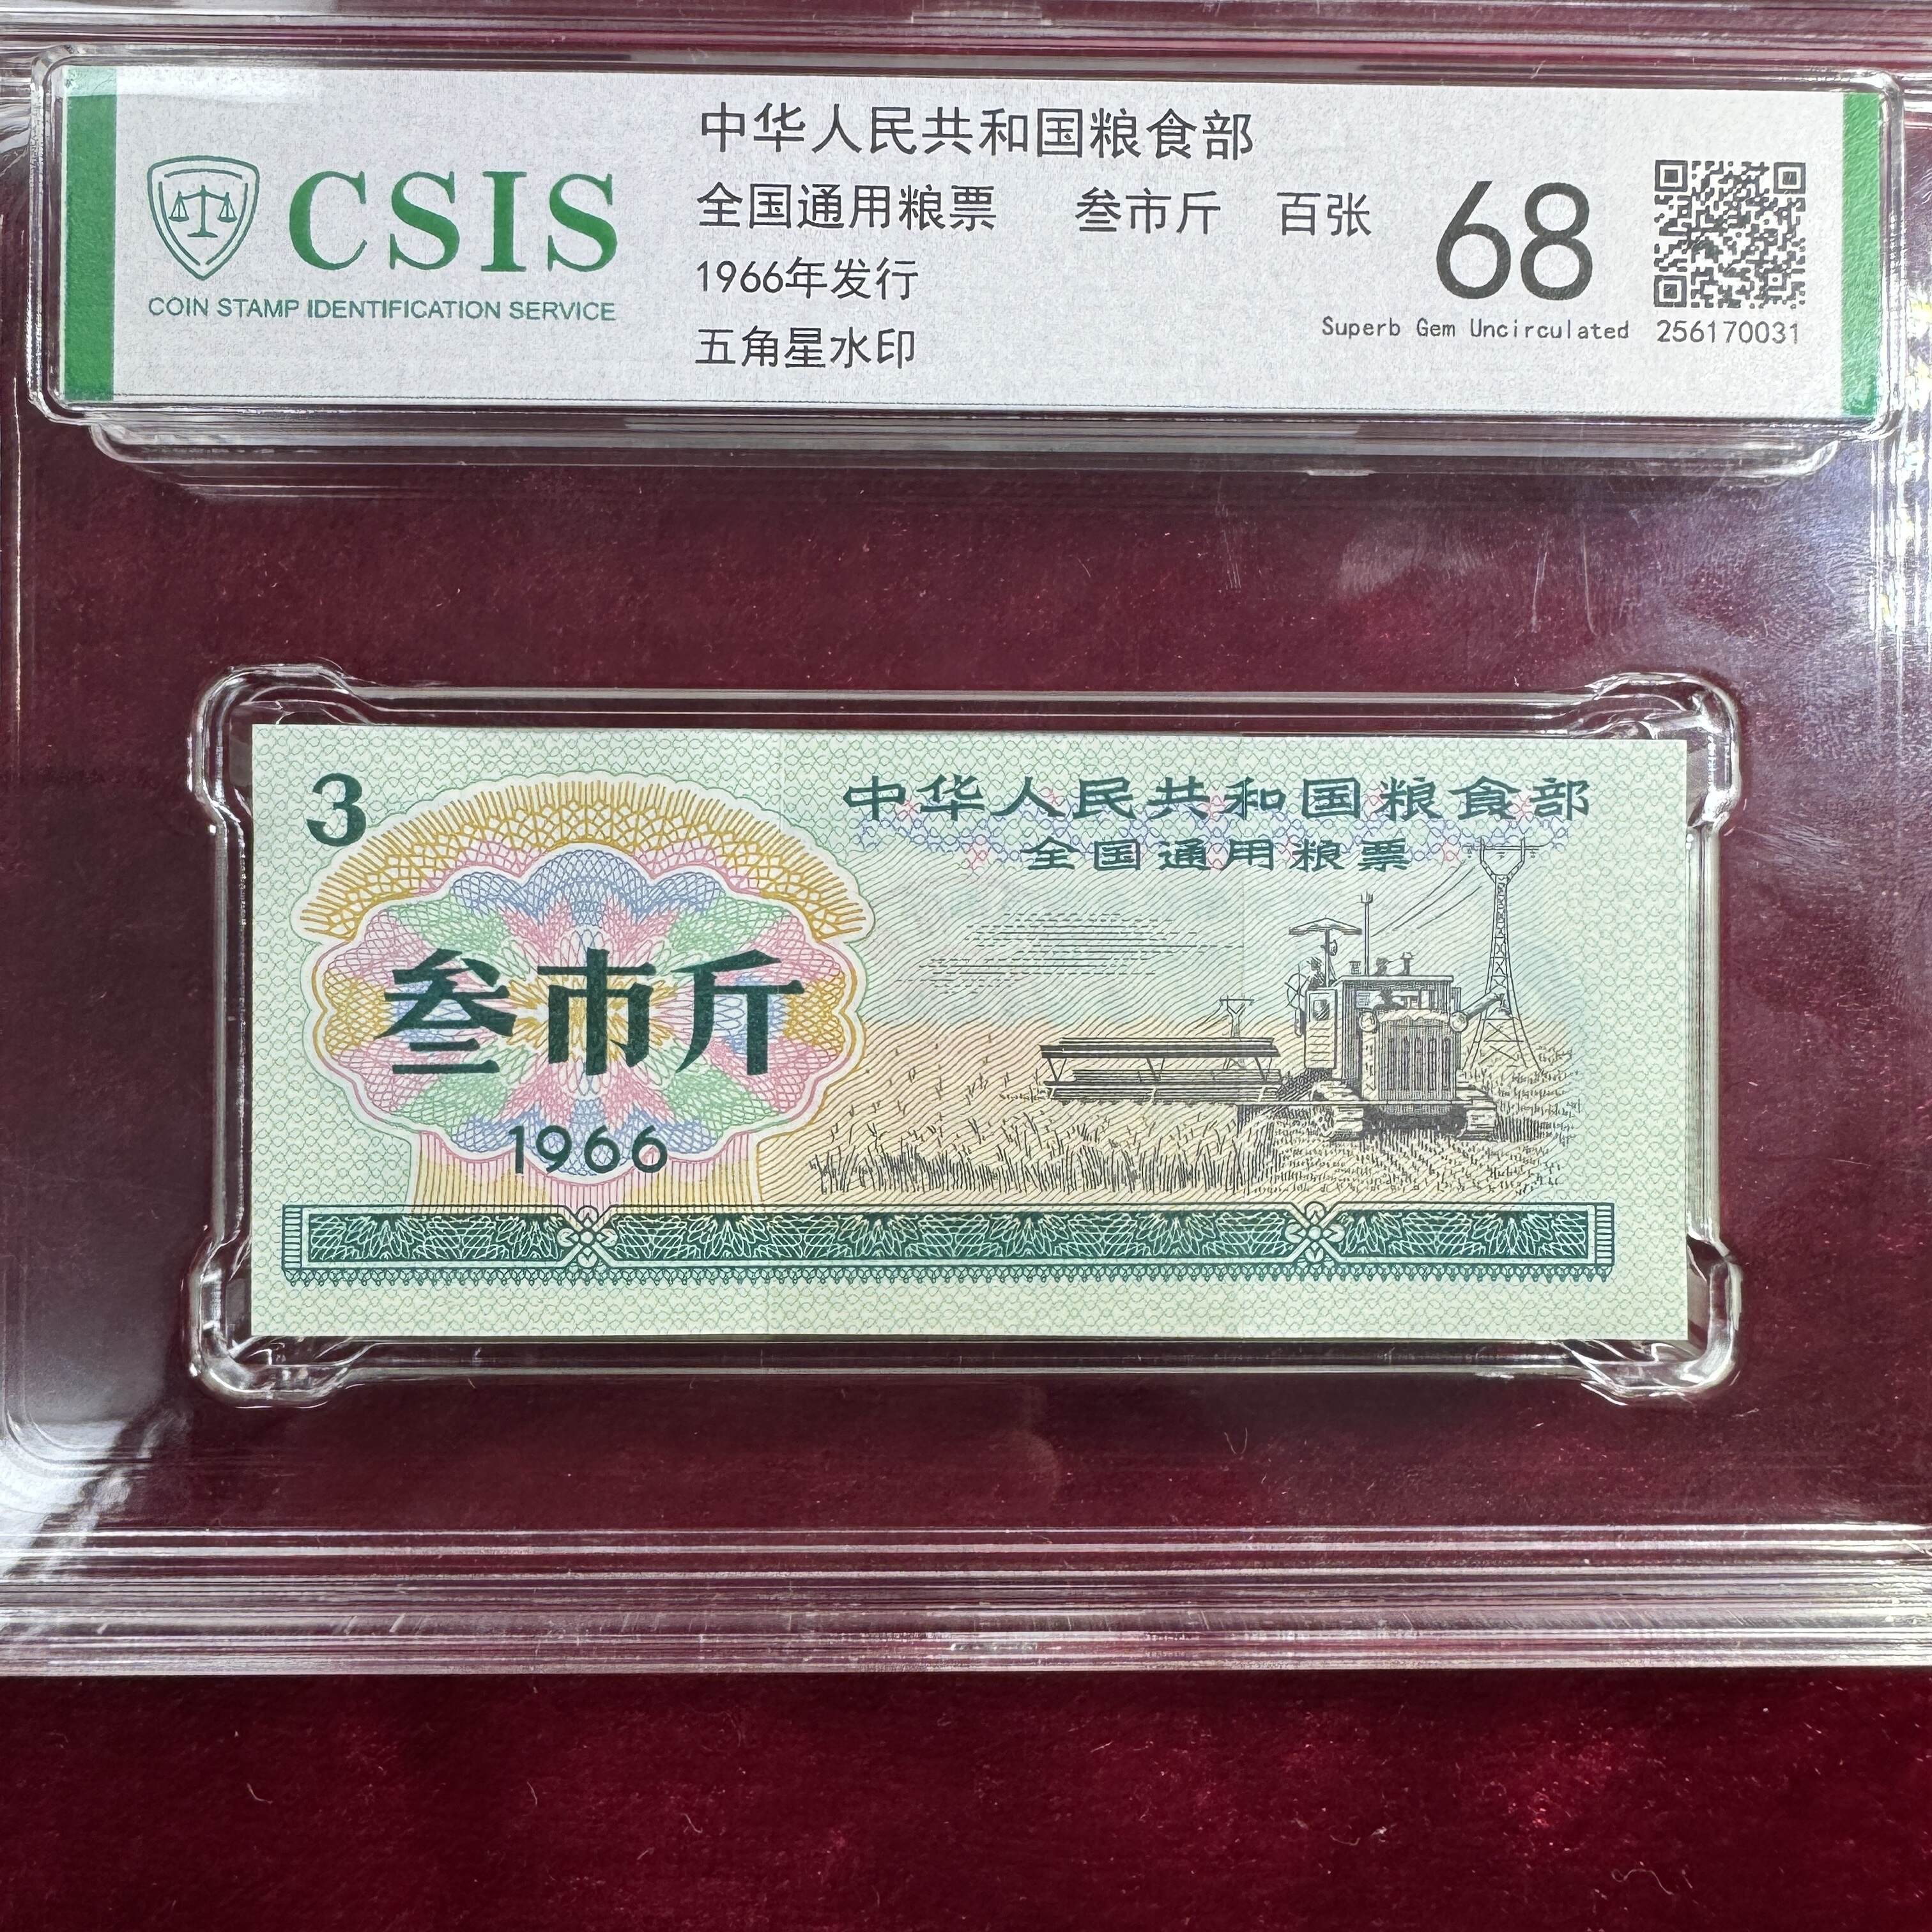 CSIS
COIN STAMP IDENTIFICATION SERVICE
中华人民共和国粮食部
全国通用粮票 叁市斤 百张
1966年发行
五角星水印
68
Superb Gem Uncirculated
256170031
3
中华人民共和国粮食部
全国通用粮票
叁市斤
1966